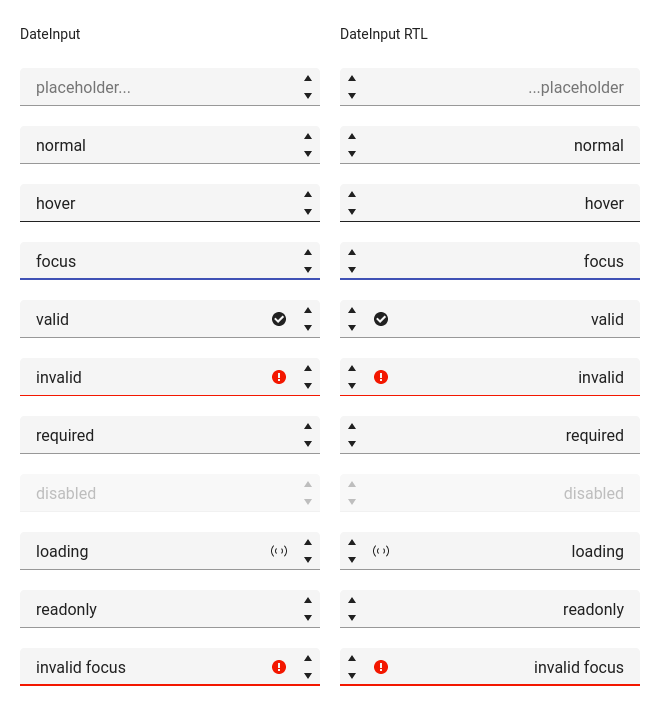 DateInput
DateInput RTL
placeholder...
...placeholder
normal
normal
hover
hover
focus
focus
valid
valid
invalid
invalid
required
required
disabled
disabled
loading
loading
readonly
readonly
invalid focus
invalid focus